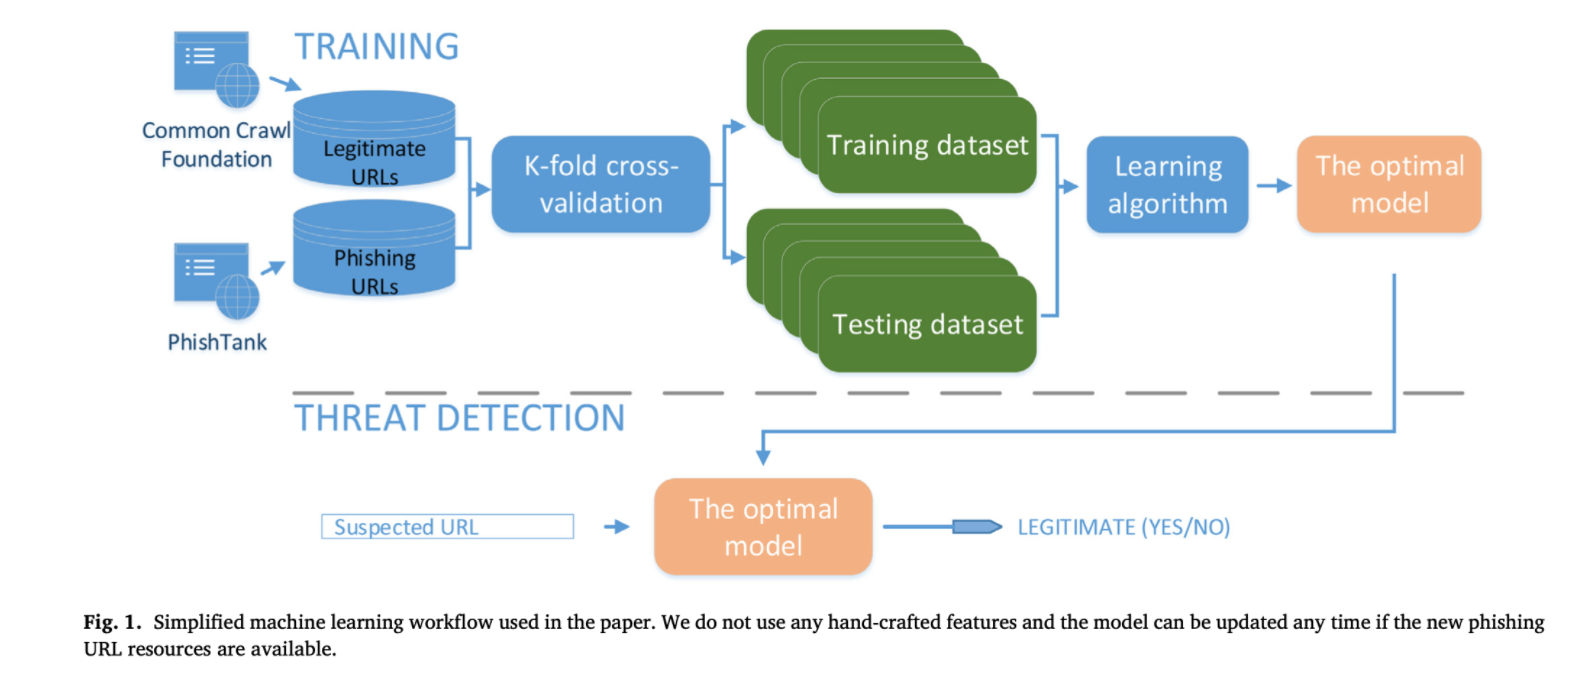 TRAINING
Common Crawl
Foundation
Legitimate
URLs
Phishing
URLs
PhishTank
K-fold cross-
validation
Training dataset
Testing dataset
Learning
algorithm
The optimal
model
THREAT DETECTION
Suspected URL
The optimal
model
LEGITIMATE (YES/NO)
Fig. 1. Simplified machine learning workflow used in the paper. We do not use any hand-crafted features and the model can be updated any time if the new phishing
URL resources are available.